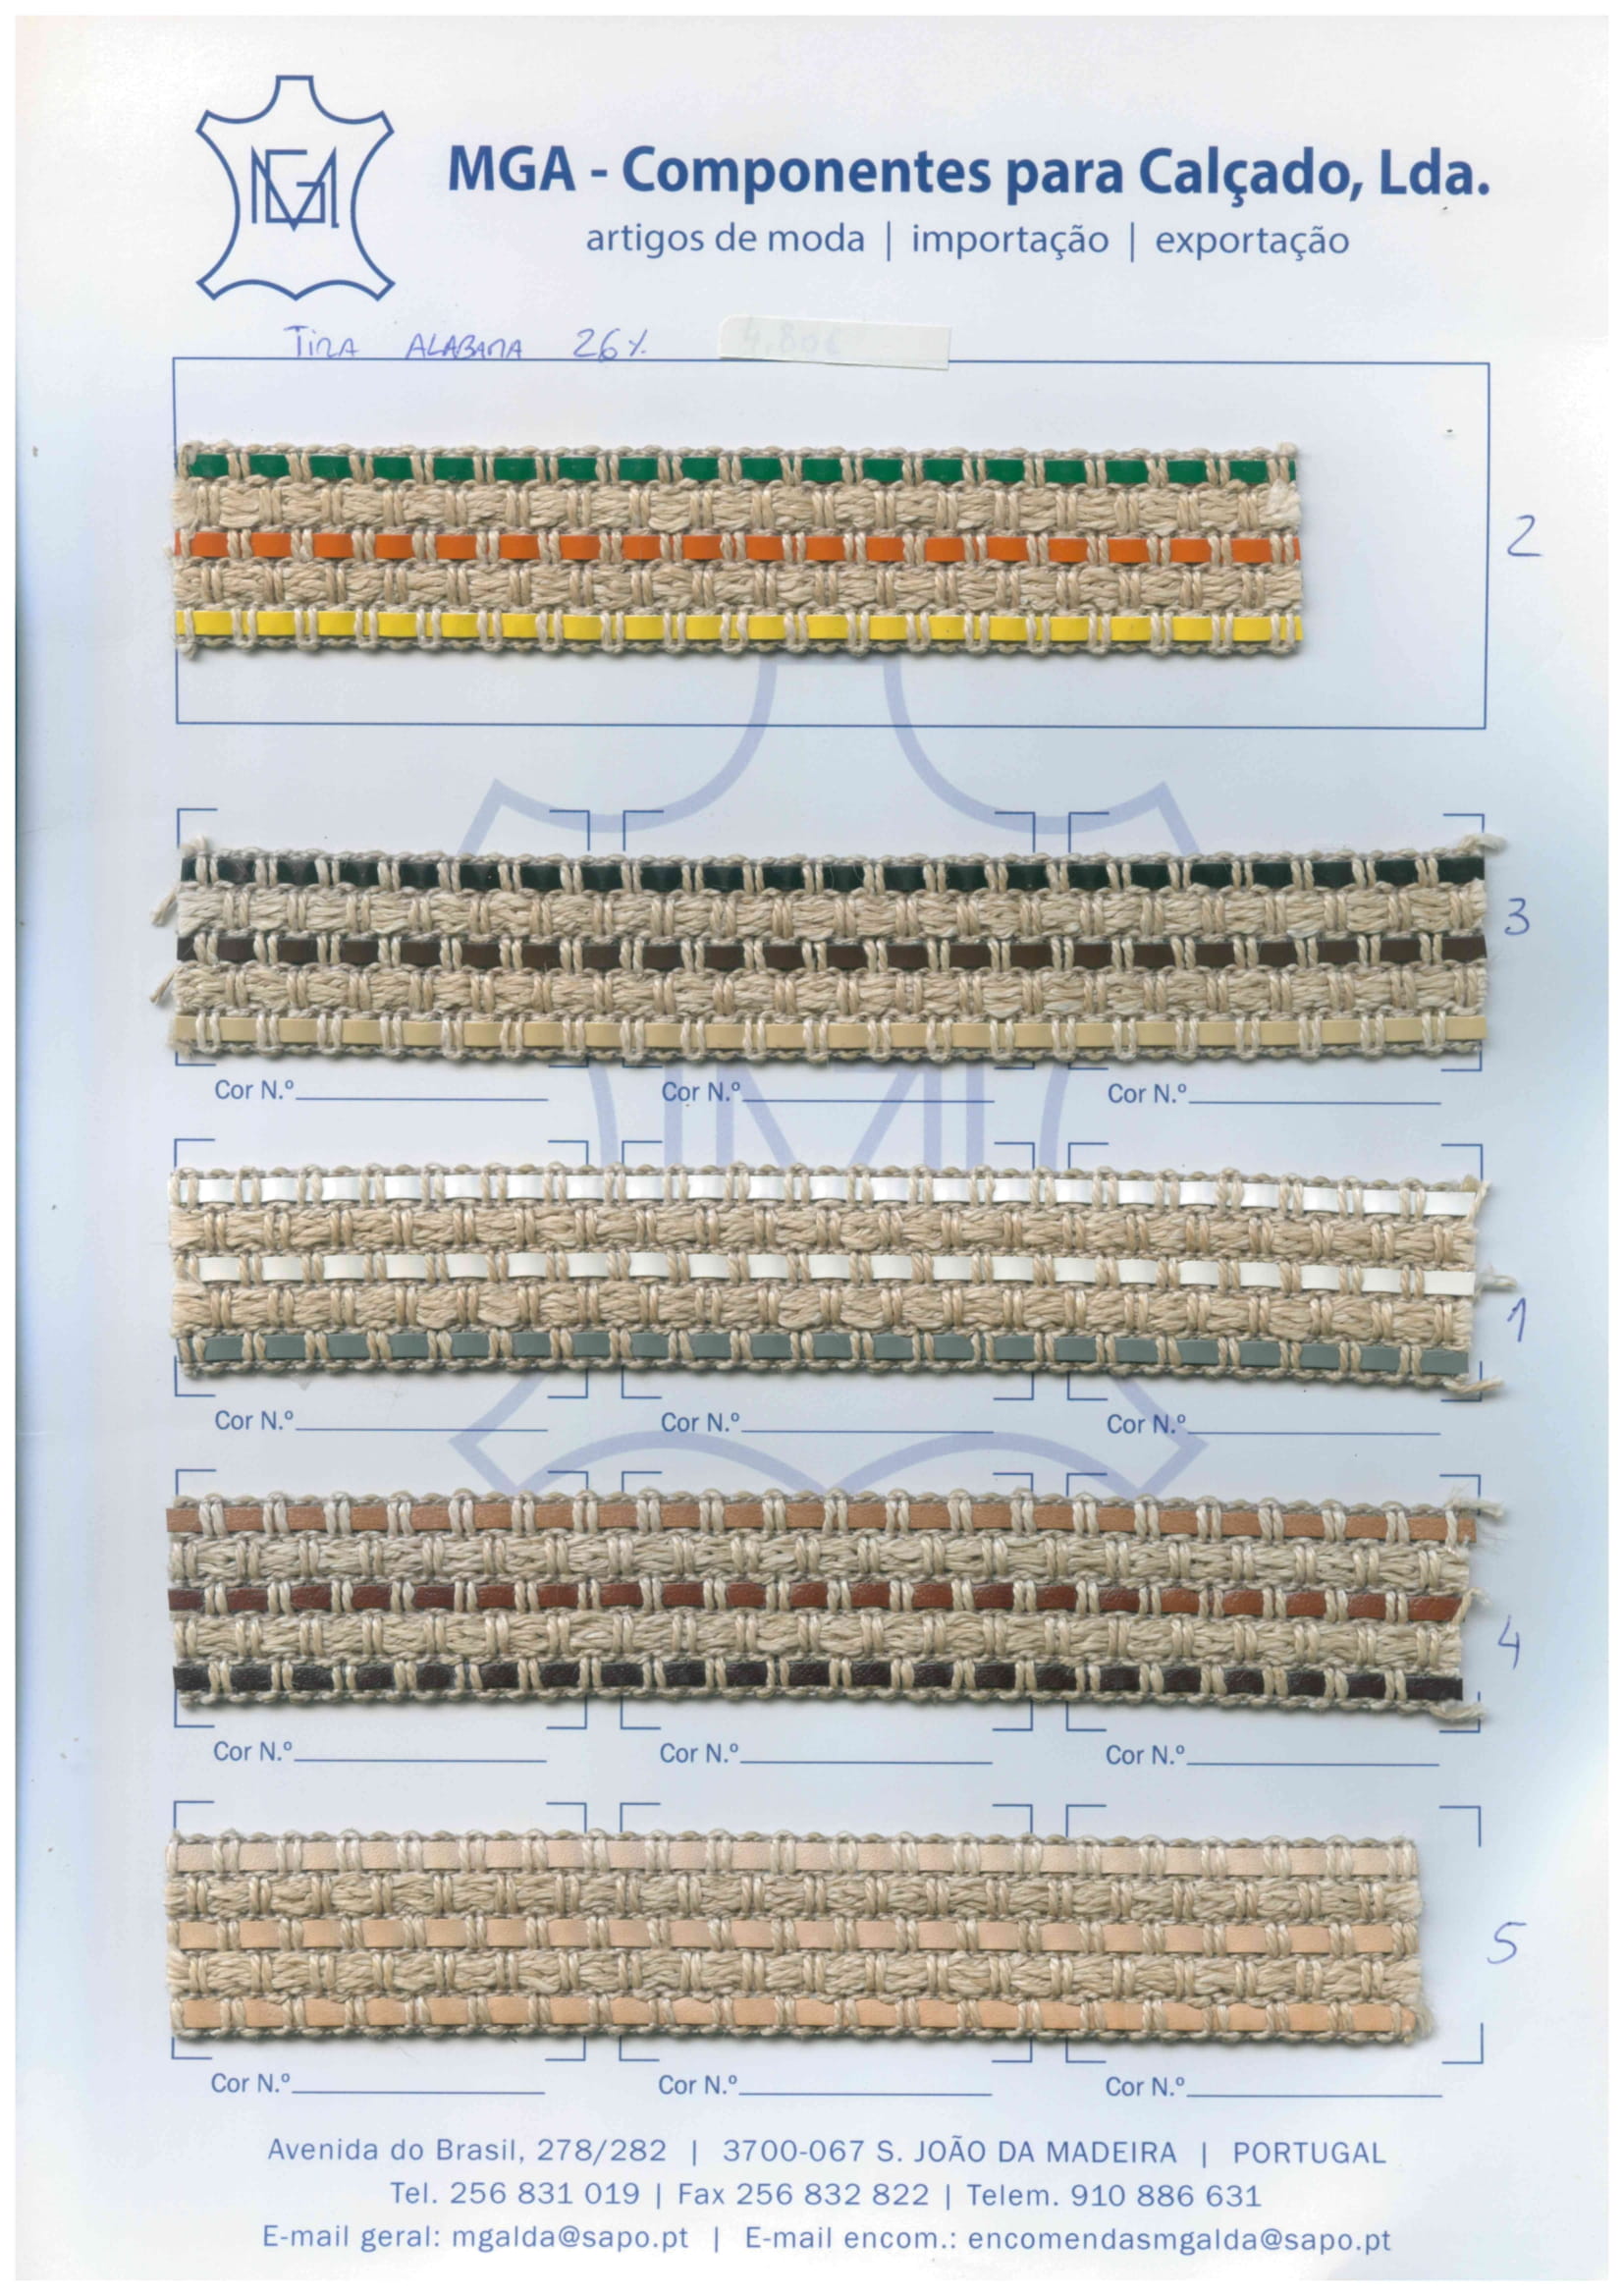 MGA - Componentes para Calçado, Lda.
artigos de moda | importação | exportação
TIRA ALABAMA 26% 4,80€
2
3
Cor N.º Cor N.º Cor N.º
1
Cor N.º Cor N.º Cor N.º
4
Cor N.º Cor N.º Cor N.º
5
Cor N.º Cor N.º Cor N.º
Avenida do Brasil, 278/282 | 3700-067 S. JOÃO DA MADEIRA | PORTUGAL
Tel. 256 831 019 | Fax 256 832 822 | Telem. 910 886 631
E-mail geral: mgalda@sapo.pt | E-mail encom.: encomendasmgalda@sapo.pt